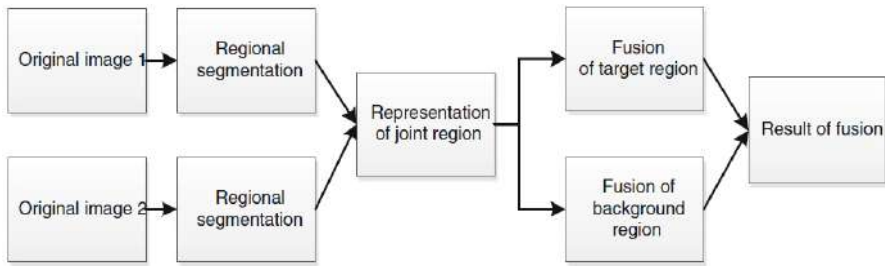 Original image 1
Regional
segmentation
Original image 2
Regional
segmentation
Representation
of joint region
Fusion
of target region
Fusion of
background
region
Result of fusion